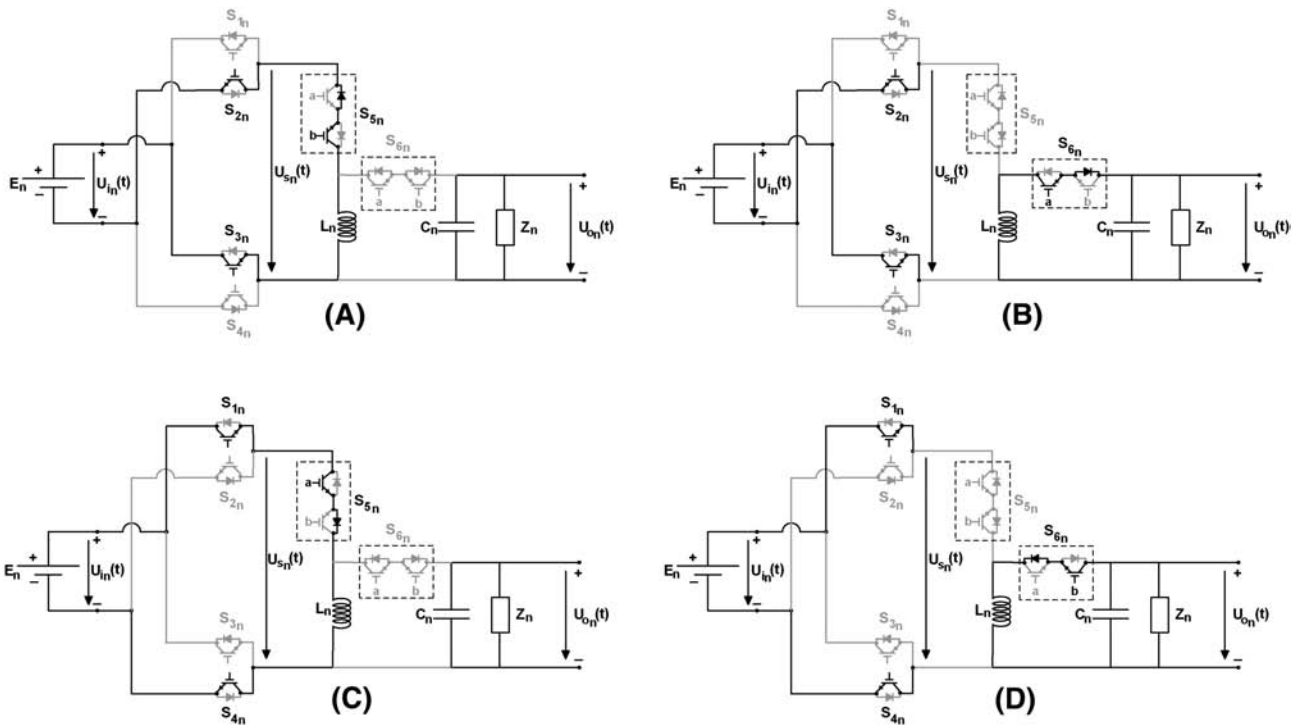 S1n
S2n
a
b
S5n
S6n
a
b
+
−
En
+
−
Uin(t)
Usn(t)
S3n
S4n
Ln
Cn
Zn
+
−
Uon(t)
(A)
S1n
S2n
a
b
S5n
S6n
a
b
+
−
En
+
−
Uin(t)
Usn(t)
S3n
S4n
Ln
Cn
Zn
+
−
Uon(t)
(B)
S1n
S2n
a
b
S5n
S6n
a
b
+
−
En
+
−
Uin(t)
Usn(t)
S3n
S4n
Ln
Cn
Zn
+
−
Uon(t)
(C)
S1n
S2n
a
b
S5n
S6n
a
b
+
−
En
+
−
Uin(t)
Usn(t)
S3n
S4n
Ln
Cn
Zn
+
−
Uon(t)
(D)